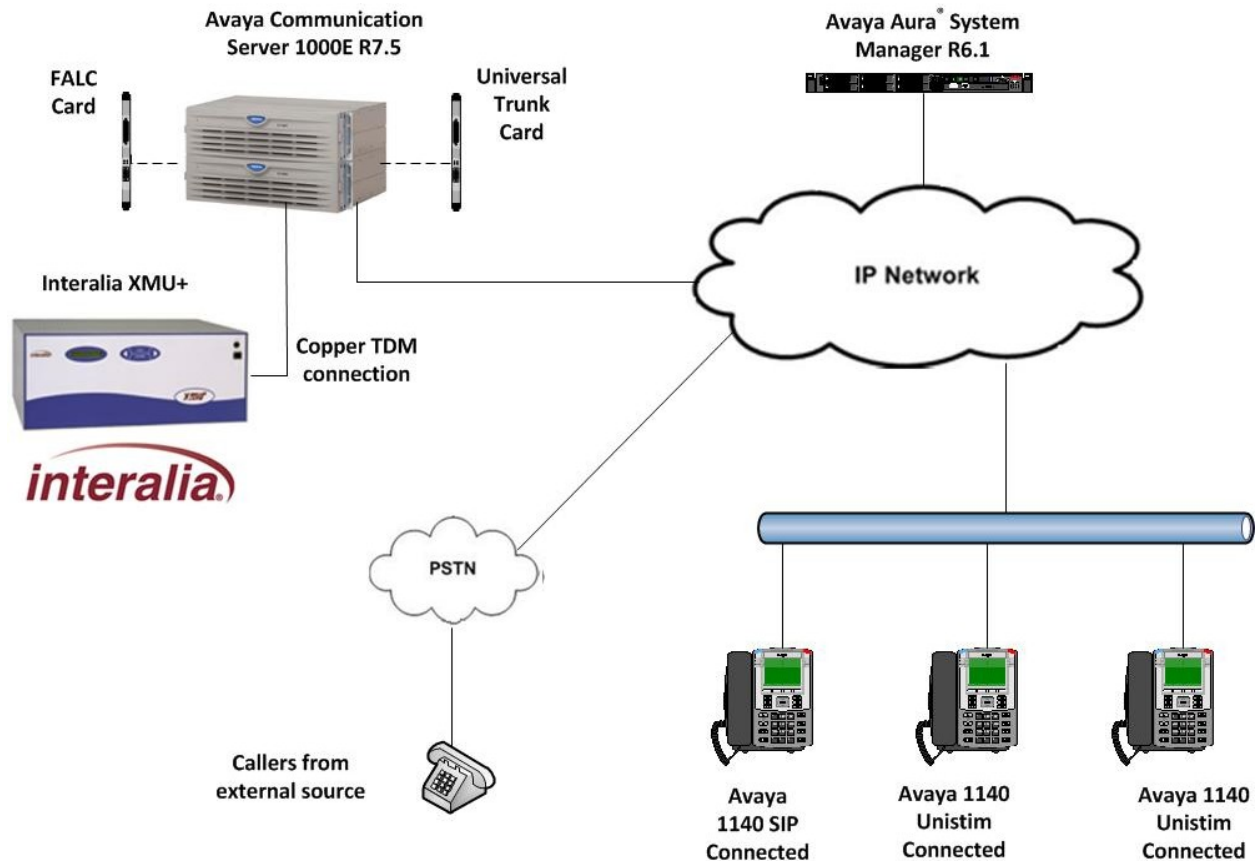 Avaya Communication
Server 1000E R7.5
Avaya Aura® System
Manager R6.1
FALC
Card
Universal
Trunk
Card
IP Network
Interalia XMU+
Copper TDM
connection
XMU+
interalia®
PSTN
Callers from
external source
Avaya
1140 SIP
Connected
Avaya 1140
Unistim
Connected
Avaya 1140
Unistim
Connected